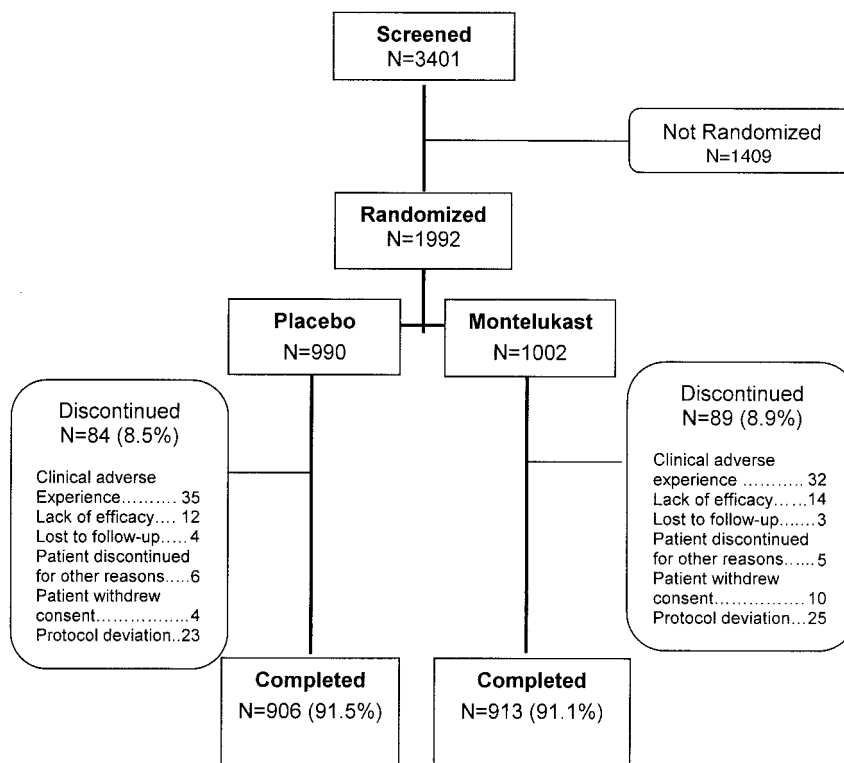 Screened
N=3401
Not Randomized
N=1409
Randomized
N=1992
Placebo
N=990
Montelukast
N=1002
Discontinued
N=84 (8.5%)
Clinical adverse
Experience.......... 35
Lack of efficacy.... 12
Lost to follow-up..... 4
Patient discontinued
for other reasons.....6
Patient withdrew
consent.................4
Protocol deviation..23
Discontinued
N=89 (8.9%)
Clinical adverse
experience ........... 32
Lack of efficacy......14
Lost to follow-up.......3
Patient discontinued
for other reasons...... 5
Patient withdrew
consent................ 10
Protocol deviation...25
Completed
N=906 (91.5%)
Completed
N=913 (91.1%)